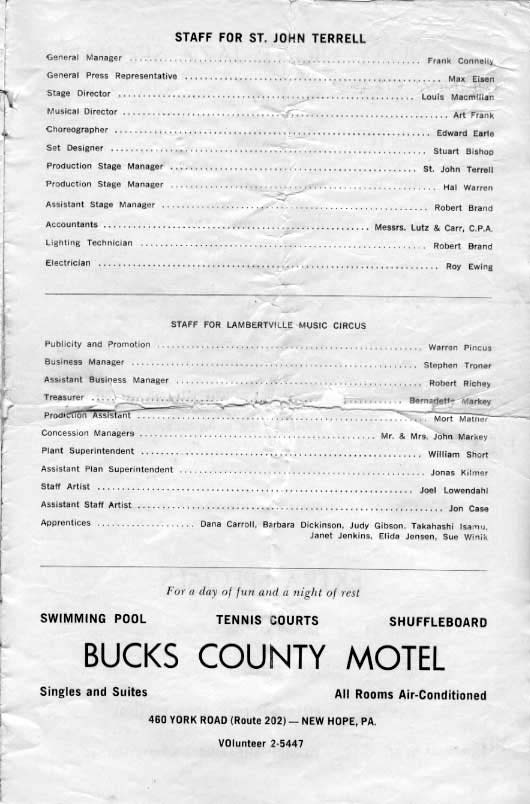 STAFF FOR ST. JOHN TERRELL
General Manager ........ Frank Connelly
General Press Representative ........ Max Eisen
Stage Director ........ Louis Macmillan
Musical Director ........ Art Frank
Choreographer ........ Edward Earle
Set Designer ........ Stuart Bishop
Production Stage Manager ........ St. John Terrell
Production Stage Manager ........ Hal Warren
Assistant Stage Manager ........ Robert Brand
Accountants ........ Messrs. Lutz & Carr, C.P.A.
Lighting Technician ........ Robert Brand
Electrician ........ Roy Ewing
STAFF FOR LAMBERTVILLE MUSIC CIRCUS
Publicity and Promotion ........ Warren Pincus
Business Manager ........ Stephen Troner
Assistant Business Manager ........ Robert Richey
Treasurer ........ Bernadette Markey
Production Assistent ........ Mort Matner
Concession Managers ........ Mr. & Mrs. John Markey
Plant Superintendent ........ William Short
Assistant Plan Superintendent ........ Jonas Kilmer
Staff Artist ........ Joel Lowendahl
Assistant Staff Artist ........ Jon Case
Apprentices ........ Dana Carroll, Barbara Dickinson, Judy Gibson, Takahashi Isamu,
Janet Jenkins, Elida Jensen, Sue Winik
For a day of fun and a night of rest
SWIMMING POOL TENNIS COURTS SHUFFLEBOARD
BUCKS COUNTY MOTEL
Singles and Suites All Rooms Air-Conditioned
460 YORK ROAD (Route 202) — NEW HOPE, PA.
VOlunteer 2-5447